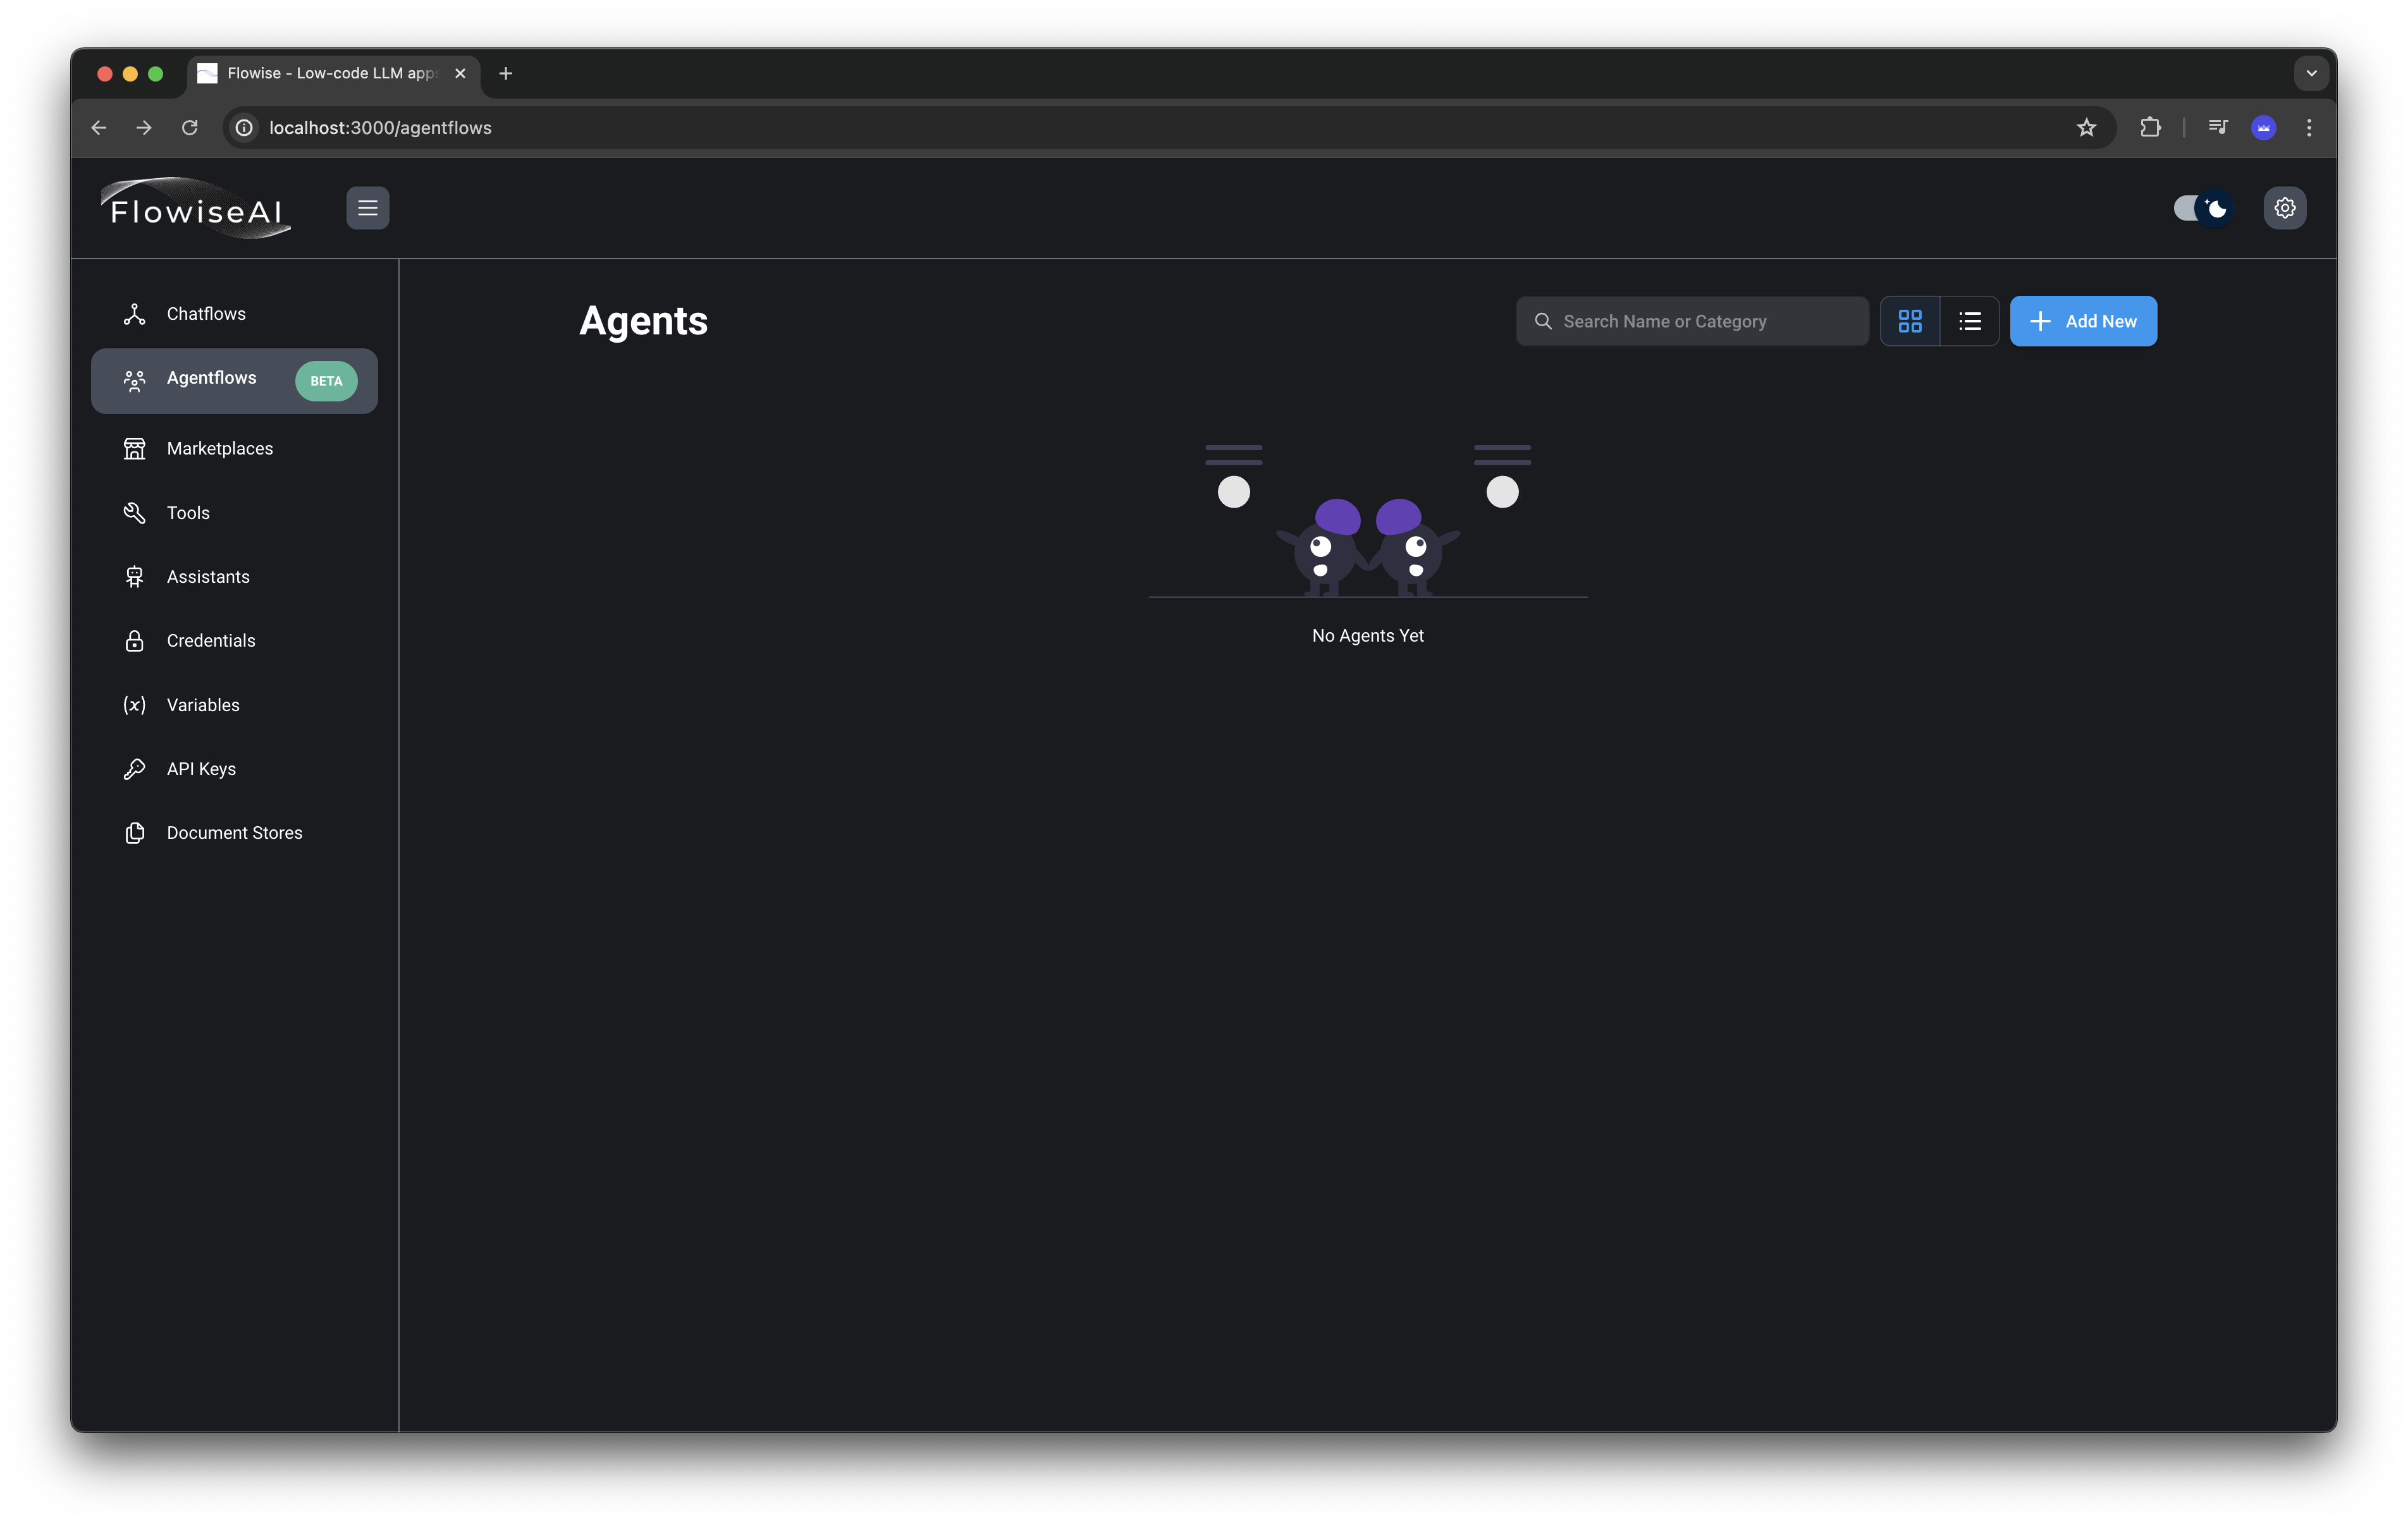 Flowise - Low-code LLM apps
localhost:3000/agentflows
FlowiseAI
Chatflows
Agentflows
BETA
Marketplaces
Tools
Assistants
Credentials
Variables
API Keys
Document Stores
Agents
Search Name or Category
Add New
No Agents Yet